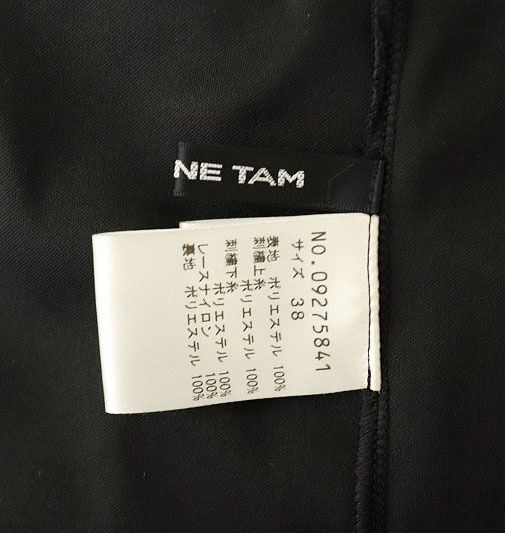 NE TAM
NO.09275841
サイズ 38
表地 ポリエステル 100%
刺繍上糸
ポリエステル 100%
刺繍下糸
ポリエステル 100%
レースナイロン 100%
裏地 ポリエステル 100%